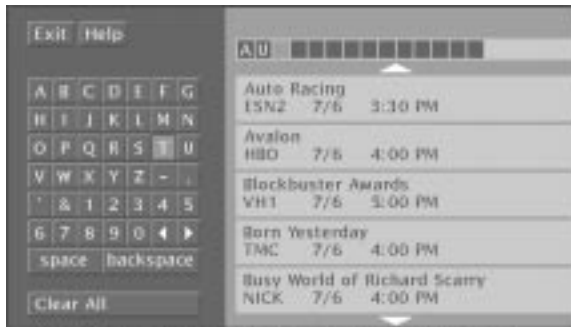 Exit Help
A B C D E F G
H I J K L M N
O P Q R S T U
V W X Y Z - .
' & 1 2 3 4 5
6 7 8 9 0
space backspace
Clear All
A U
Auto Racing
ESN2 7/6 3:30 PM
Avalon
HBO 7/6 4:00 PM
Blockbuster Awards
VH1 7/6 5:00 PM
Born Yesterday
TMC 7/6 4:00 PM
Busy World of Richard Scarry
NICK 7/6 4:00 PM